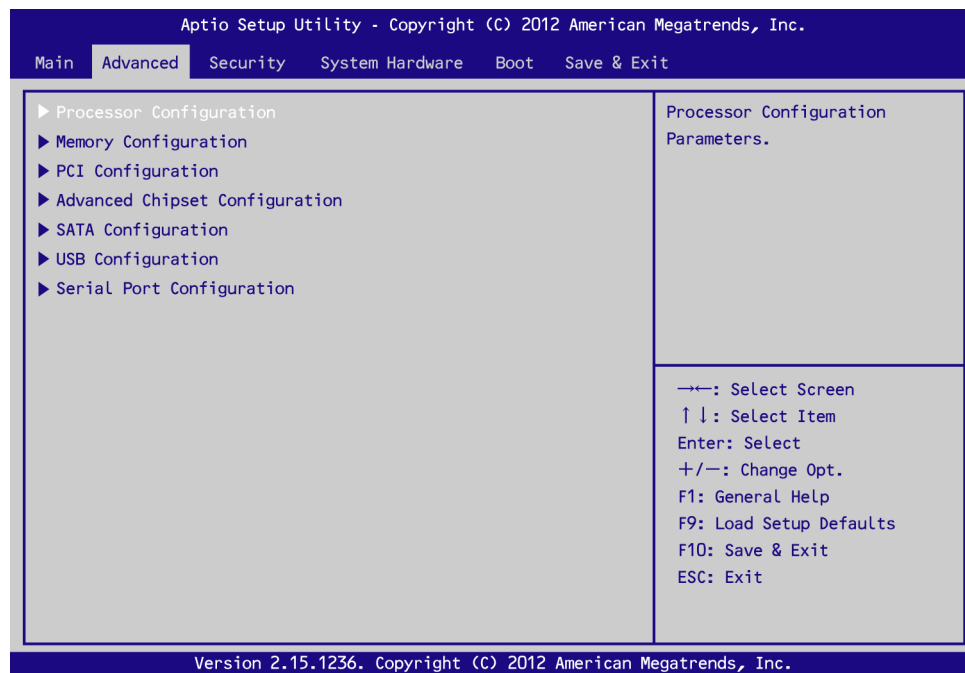 Aptio Setup Utility - Copyright (C) 2012 American Megatrends, Inc.
Main Advanced Security System Hardware Boot Save & Exit
Processor Configuration
Memory Configuration
PCI Configuration
Advanced Chipset Configuration
SATA Configuration
USB Configuration
Serial Port Configuration
Processor Configuration
Parameters.
→←: Select Screen
↑↓: Select Item
Enter: Select
+/-: Change Opt.
F1: General Help
F9: Load Setup Defaults
F10: Save & Exit
ESC: Exit
Version 2.15.1236. Copyright (C) 2012 American Megatrends, Inc.